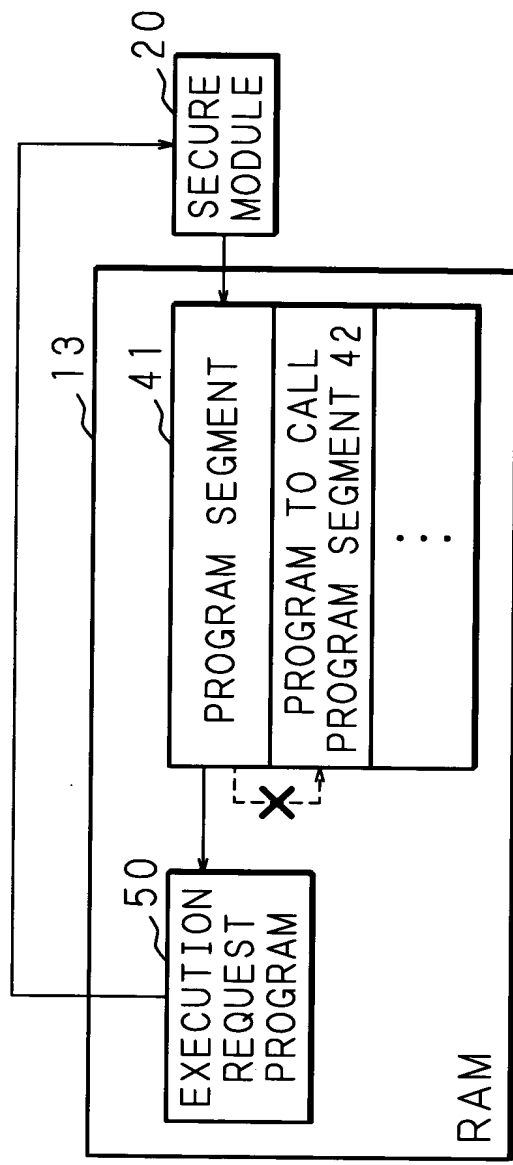 13
41
PROGRAM SEGMENT
PROGRAM TO CALL
PROGRAM SEGMENT 42
...
50
EXECUTION
REQUEST
PROGRAM
20
SECURE
MODULE
RAM